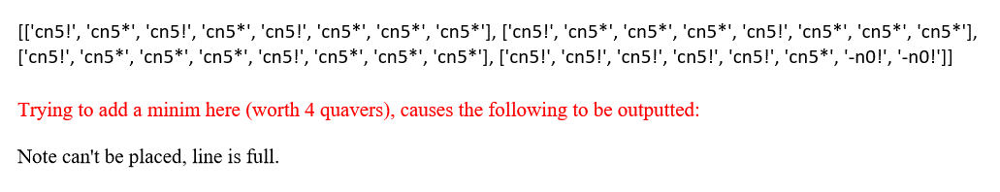 [['cn5!', 'cn5*', 'cn5!', 'cn5*', 'cn5!', 'cn5*', 'cn5*', 'cn5*'], ['cn5!', 'cn5*', 'cn5*', 'cn5*', 'cn5!', 'cn5*', 'cn5*', 'cn5*'],
['cn5!', 'cn5*', 'cn5*', 'cn5*', 'cn5!', 'cn5*', 'cn5*', 'cn5*'], ['cn5!', 'cn5!', 'cn5!', 'cn5!', 'cn5!', 'cn5*', '-n0!', '-n0!']]
Trying to add a minim here (worth 4 quavers), causes the following to be outputted:
Note can't be placed, line is full.